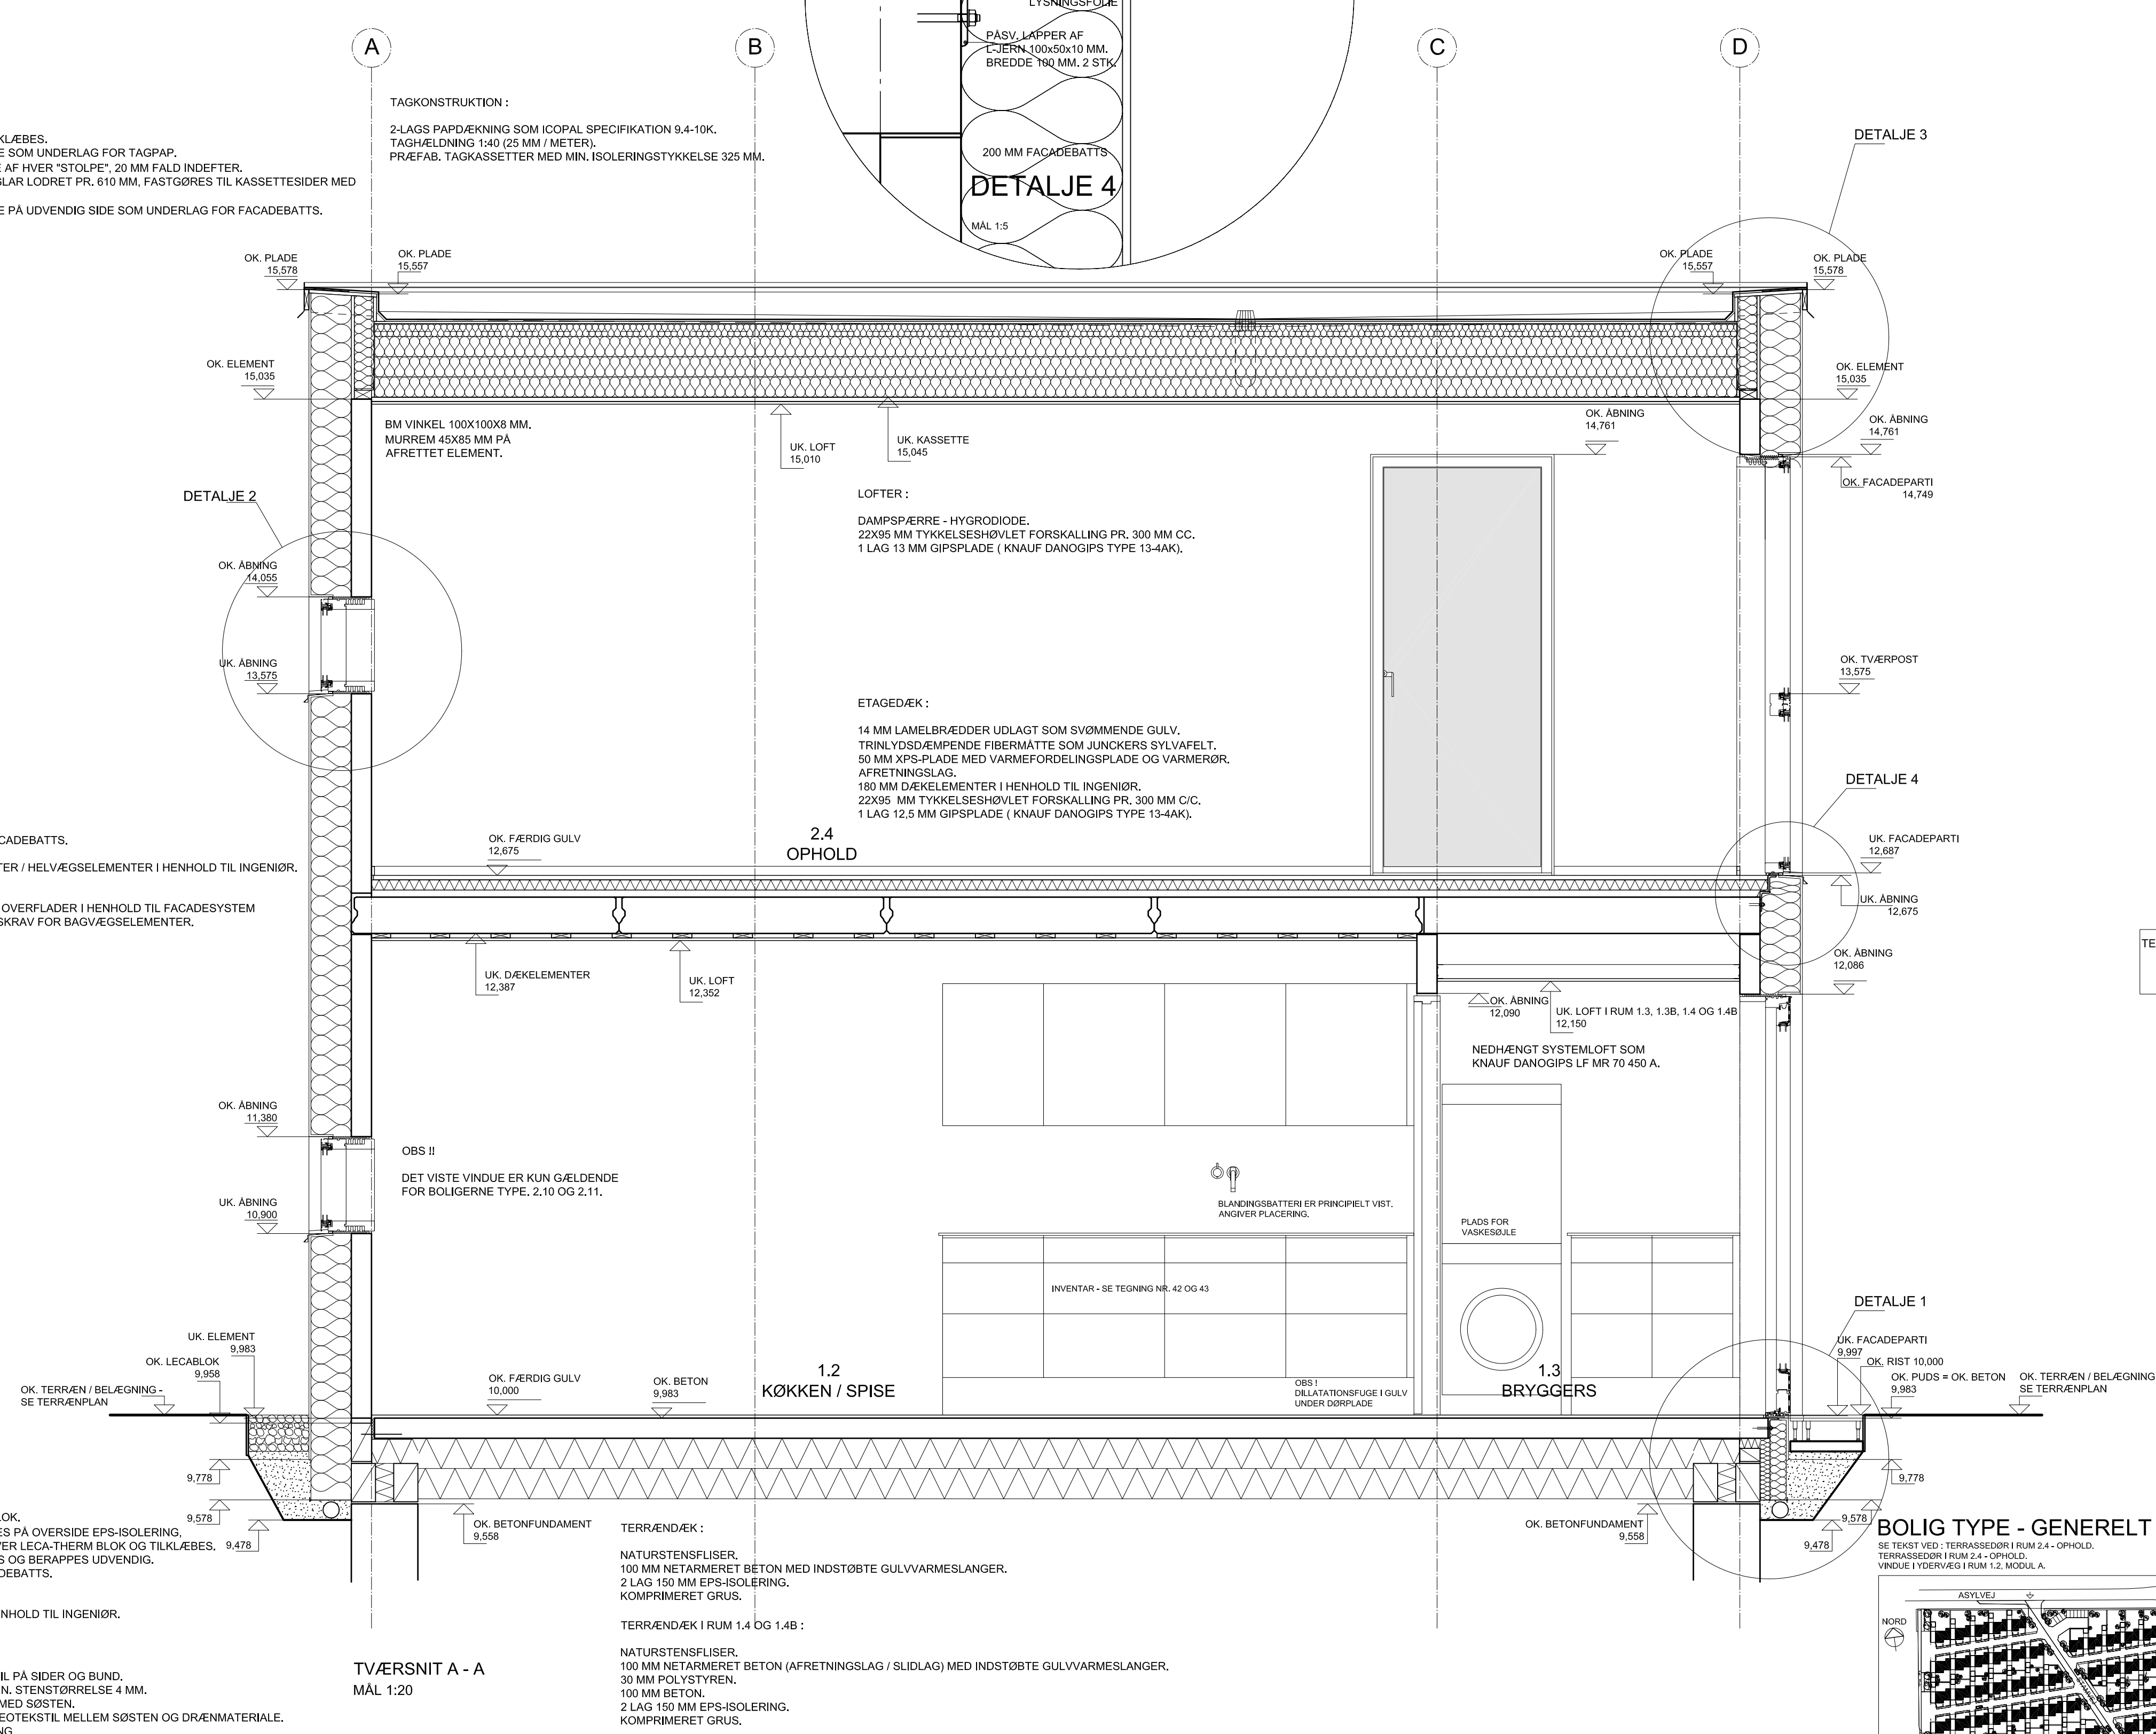 A
B
C
D
LYSNINGSFOLIE
PÅSV. LAPPER AF
L-JERN 100x50x10 MM.
BREDDE 100 MM. 2 STK.
200 MM FACADEBATTS
DETALJE 4
MÅL 1:5
TAGKONSTRUKTION :
2-LAGS PAPDÆKNING SOM ICOPAL SPECIFIKATION 9.4-10K.
TAGHÆLDNING 1:40 (25 MM / METER).
PRÆFAB. TAGKASSETTER MED MIN. ISOLERINGSTYKKELSE 325 MM.
KLÆBES.
E SOM UNDERLAG FOR TAGPAP.
E AF HVER "STOLPE", 20 MM FALD INDEFTER.
GLAR LODRET PR. 610 MM, FASTGØRES TIL KASSETTESIDER MED
E PÅ UDVENDIG SIDE SOM UNDERLAG FOR FACADEBATTS.
DETALJE 3
OK. PLADE
15,578
OK. PLADE
15,557
OK. PLADE
15,557
OK. PLADE
15,578
OK. ELEMENT
15,035
OK. ELEMENT
15,035
BM VINKEL 100X100X8 MM.
MURREM 45X85 MM PÅ
AFRETTET ELEMENT.
UK. LOFT
15,010
UK. KASSETTE
15,045
OK. ÅBNING
14,761
OK. ÅBNING
14,761
OK. FACADEPARTI
14,749
DETALJE 2
LOFTER :
DAMPSPÆRRE - HYGRODIODE.
22X95 MM TYKKELSESHØVLET FORSKALLING PR. 300 MM CC.
1 LAG 13 MM GIPSPLADE ( KNAUF DANOGIPS TYPE 13-4AK).
OK. ÅBNING
14,055
UK. ÅBNING
13,575
OK. TVÆRPOST
13,575
ETAGEDÆK :
14 MM LAMELBRÆDDER UDLAGT SOM SVØMMENDE GULV.
TRINLYDSDÆMPENDE FIBERMÅTTE SOM JUNCKERS SYLVAFELT.
50 MM XPS-PLADE MED VARMEFORDELINGSPLADE OG VARMERØR.
AFRETNINGSLAG.
180 MM DÆKELEMENTER I HENHOLD TIL INGENIØR.
22X95 MM TYKKELSESHØVLET FORSKALLING PR. 300 MM C/C.
1 LAG 12,5 MM GIPSPLADE ( KNAUF DANOGIPS TYPE 13-4AK).
DETALJE 4
CADEBATTS.
TER / HELVÆGSELEMENTER I HENHOLD TIL INGENIØR.
OVERFLADER I HENHOLD TIL FACADESYSTEM
SKRAV FOR BAGVÆGSELEMENTER.
OK. FÆRDIG GULV
12,675
2.4
OPHOLD
UK. FACADEPARTI
12,687
UK. ÅBNING
12,675
TE
OK. ÅBNING
12,086
UK. DÆKELEMENTER
12,387
UK. LOFT
12,352
OK. ÅBNING
12,090
UK. LOFT I RUM 1.3, 1.3B, 1.4 OG 1.4B
12,150
NEDHÆNGT SYSTEMLOFT SOM
KNAUF DANOGIPS LF MR 70 450 A.
OK. ÅBNING
11,380
OBS !!
DET VISTE VINDUE ER KUN GÆLDENDE
FOR BOLIGERNE TYPE. 2.10 OG 2.11.
UK. ÅBNING
10,900
BLANDINGSBATTERI ER PRINCIPIELT VIST.
ANGIVER PLACERING.
PLADS FOR
VASKESØJLE
INVENTAR - SE TEGNING NR. 42 OG 43
DETALJE 1
UK. ELEMENT
9,983
OK. LECABLOK
9,958
OK. TERRÆN / BELÆGNING -
SE TERRÆNPLAN
OK. FÆRDIG GULV
10,000
OK. BETON
9,983
1.2
KØKKEN / SPISE
OBS !
DILLATATIONSFUGE I GULV
UNDER DØRPLADE
1.3
BRYGGERS
UK. FACADEPARTI
9,997
OK. RIST 10,000
OK. PUDS = OK. BETON
9,983
OK. TERRÆN / BELÆGNING
SE TERRÆNPLAN
9,778
9,578
9,478
9,778
9,578
9,478
OK. BETONFUNDAMENT
9,558
OK. BETONFUNDAMENT
9,558
OK.
ES PÅ OVERSIDE EPS-ISOLERING,
VER LECA-THERM BLOK OG TILKLÆBES.
S OG BERAPPES UDVENDIG.
DEBATTS.
ENHOLD TIL INGENIØR.
IL PÅ SIDER OG BUND.
N. STENSTØRRELSE 4 MM.
MED SØSTEN.
EOTEKSTIL MELLEM SØSTEN OG DRÆNMATERIALE.
NG
TERRÆNDÆK :
NATURSTENSFLISER.
100 MM NETARMERET BETON MED INDSTØBTE GULVVARMESLANGER.
2 LAG 150 MM EPS-ISOLERING.
KOMPRIMERET GRUS.
TERRÆNDÆK I RUM 1.4 OG 1.4B :
NATURSTENSFLISER.
100 MM NETARMERET BETON (AFRETNINGSLAG / SLIDLAG) MED INDSTØBTE GULVVARMESLANGER.
30 MM POLYSTYREN.
100 MM BETON.
2 LAG 150 MM EPS-ISOLERING.
KOMPRIMERET GRUS.
TVÆRSNIT A - A
MÅL 1:20
BOLIG TYPE - GENERELT
SE TEKST VED : TERRASSEDØR I RUM 2.4 - OPHOLD.
TERRASSEDØR I RUM 2.4 - OPHOLD.
VINDUE I YDERVÆG I RUM 1.2, MODUL A.
ASYLVEJ
NORD